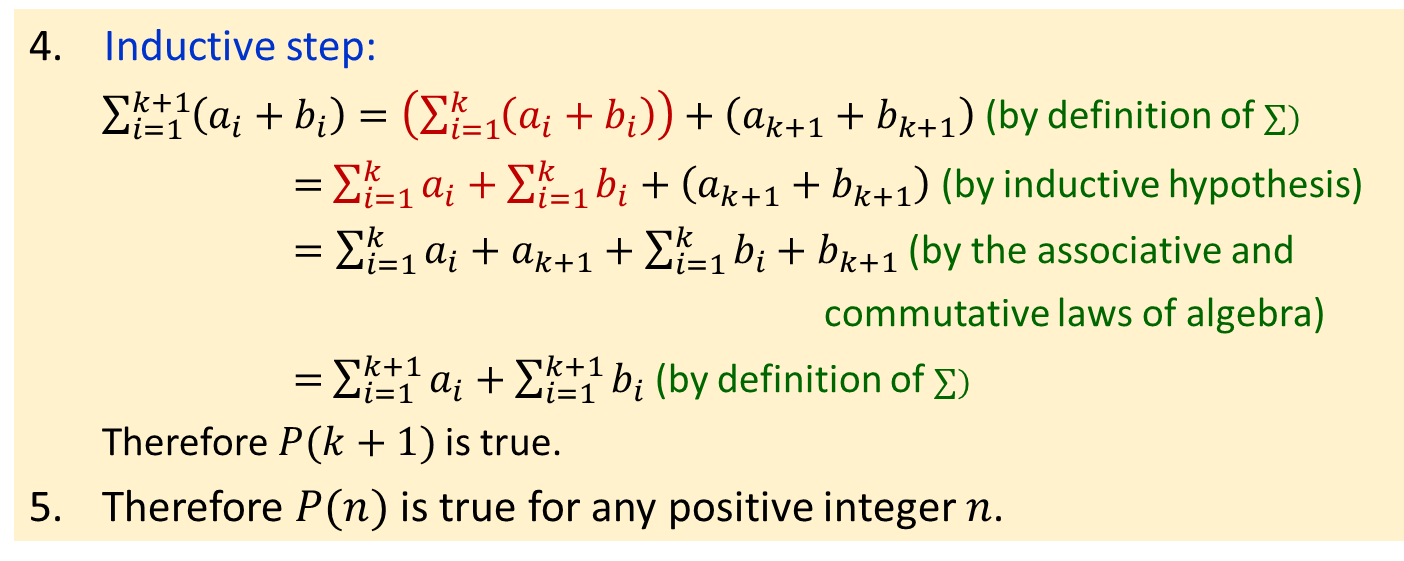 4. Inductive step:
∑_{i=1}^{k+1}(a_i + b_i) = (∑_{i=1}^{k}(a_i + b_i)) + (a_{k+1} + b_{k+1}) (by definition of ∑)
= ∑_{i=1}^{k} a_i + ∑_{i=1}^{k} b_i + (a_{k+1} + b_{k+1}) (by inductive hypothesis)
= ∑_{i=1}^{k} a_i + a_{k+1} + ∑_{i=1}^{k} b_i + b_{k+1} (by the associative and
commutative laws of algebra)
= ∑_{i=1}^{k+1} a_i + ∑_{i=1}^{k+1} b_i (by definition of ∑)
Therefore P(k + 1) is true.
5. Therefore P(n) is true for any positive integer n.